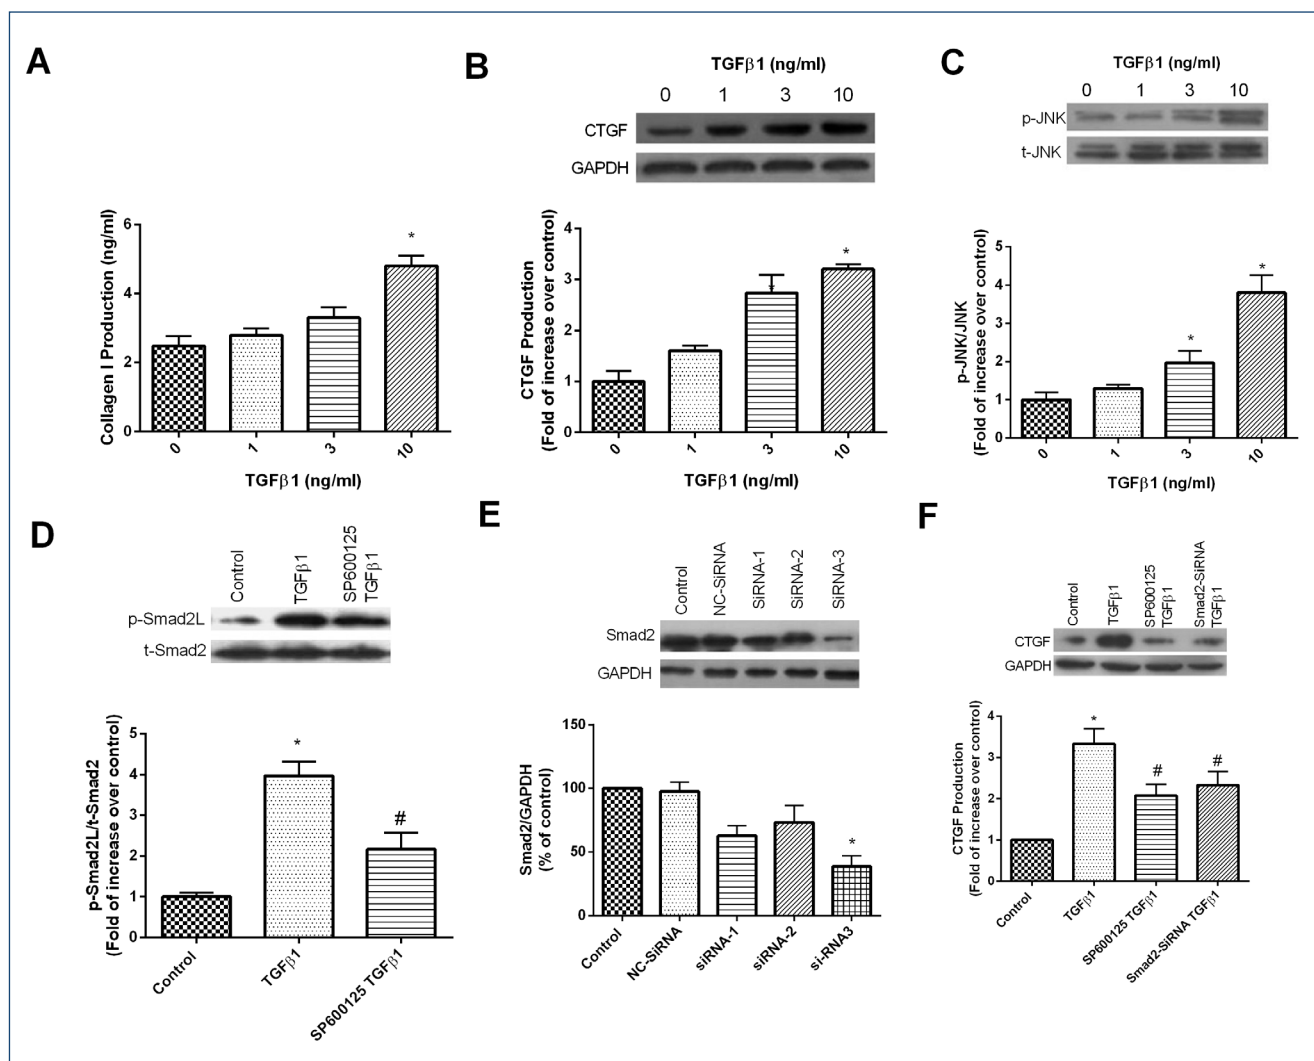 A
Collagen I Production (ng/ml)
6
4
2
0
*
0
1
3
10
TGFβ1 (ng/ml)
B
TGFβ1 (ng/ml)
0 1 3 10
CTGF
GAPDH
CTGF Production
(Fold of increase over control)
4
3
2
1
0
*
*
0
1
3
10
TGFβ1 (ng/ml)
C
TGFβ1 (ng/ml)
0 1 3 10
p-JNK
t-JNK
p-JNK/JNK
(Fold of increase over control)
5
4
3
2
1
0
*
*
0
1
3
10
TGFβ1 (ng/ml)
D
Control
TGFβ1
SP600125
TGFβ1
p-Smad2L
t-Smad2
p-Smad2L/t-Smad2
(Fold of increase over control)
5
4
3
2
1
0
*
#
Control
TGFβ1
SP600125 TGFβ1
E
Control
NC-SiRNA
SiRNA-1
SiRNA-2
SiRNA-3
Smad2
GAPDH
Smad2/GAPDH
(% of control)
150
100
50
0
*
Control
NC-SiRNA
siRNA-1
siRNA-2
si-RNA3
F
Control
TGFβ1
SP600125
TGFβ1
Smad2-SiRNA
TGFβ1
CTGF
GAPDH
CTGF Production
(Fold of increase over control)
4
3
2
1
0
*
#
#
Control
TGFβ1
SP600125 TGFβ1
Smad2-SiRNA TGFβ1